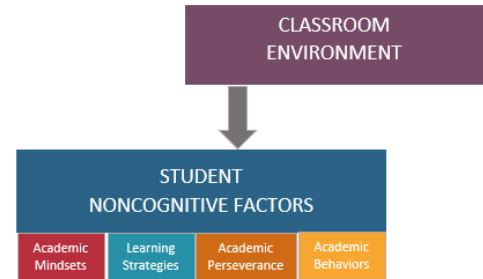 CLASSROOM
ENVIRONMENT
STUDENT
NONCOGNITIVE FACTORS
Academic
Mindsets
Learning
Strategies
Academic
Perseverance
Academic
Behaviors